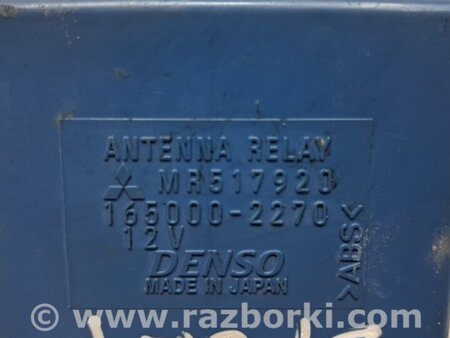 ANTENNA RELAY
MR517920
165000-2270
12V
DENSO
MADE IN JAPAN
>ABS<
© www.razborki.com